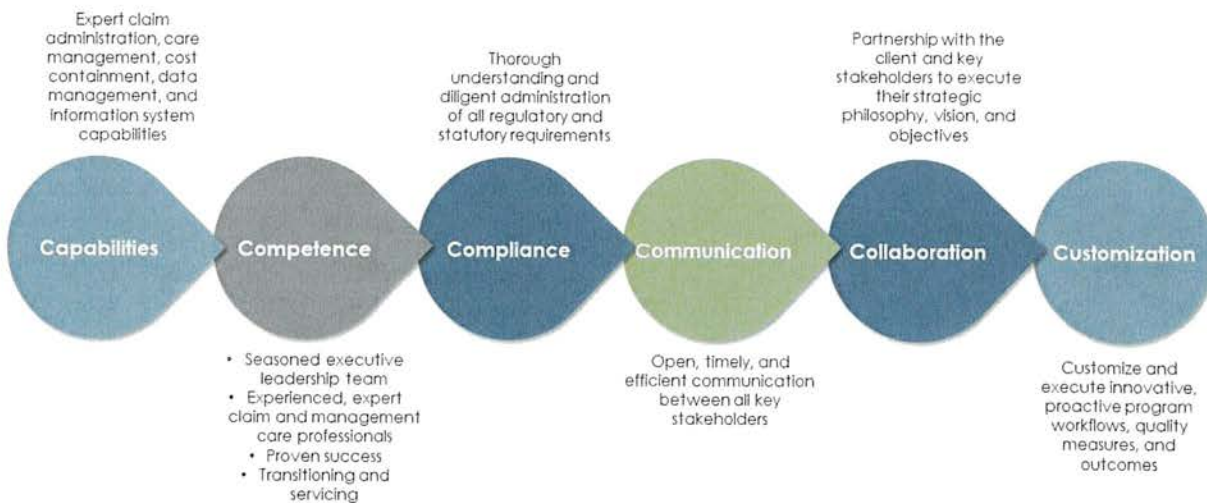 Expert claim
administration, care
management, cost
containment, data
management, and
information system
capabilities
Thorough
understanding and
diligent administration
of all regulatory and
statutory requirements
Partnership with the
client and key
stakeholders to execute
their strategic
philosophy, vision, and
objectives
Capabilities
Competence
Compliance
Communication
Collaboration
Customization
• Seasoned executive
leadership team
• Experienced, expert
claim and management
care professionals
• Proven success
• Transitioning and
servicing
Open, timely, and
efficient communication
between all key
stakeholders
Customize and
execute innovative,
proactive program
workflows, quality
measures, and
outcomes